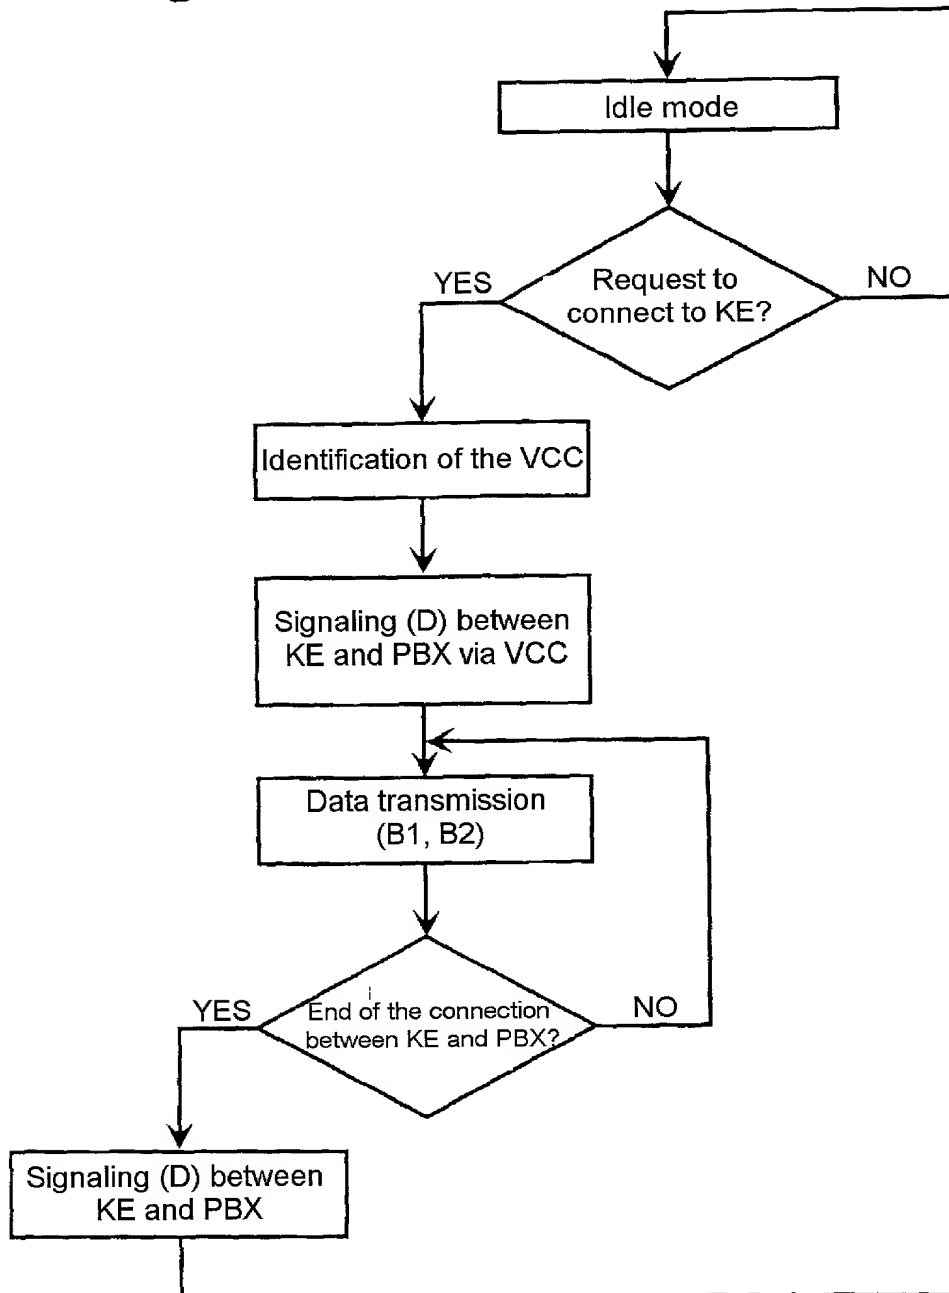 Idle mode
Request to
connect to KE?
YES
NO
Identification of the VCC
Signaling (D) between
KE and PBX via VCC
Data transmission
(B1, B2)
End of the connection
between KE and PBX?
YES
NO
Signaling (D) between
KE and PBX